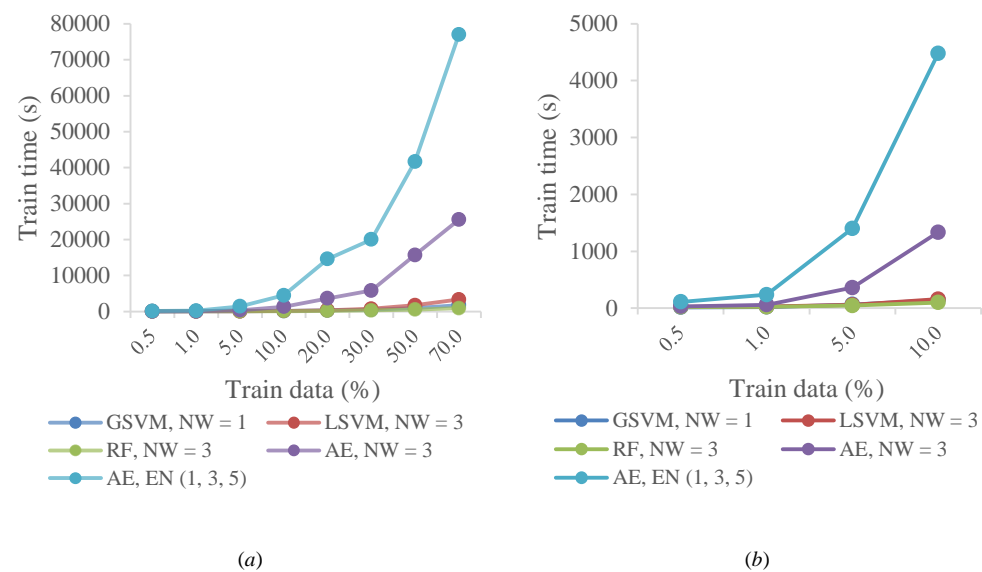 80000
70000
60000
50000
40000
30000
20000
10000
0
Train time (s)
0.5 1.0 5.0 10.0 20.0 30.0 50.0 70.0
Train data (%)
GSVM, NW = 1 LSVM, NW = 3
RF, NW = 3 AE, NW = 3
AE, EN (1, 3, 5)
(a)
5000
4000
3000
2000
1000
0
Train time (s)
0.5 1.0 5.0 10.0
Train data (%)
GSVM, NW = 1 LSVM, NW = 3
RF, NW = 3 AE, NW = 3
AE, EN (1, 3, 5)
(b)